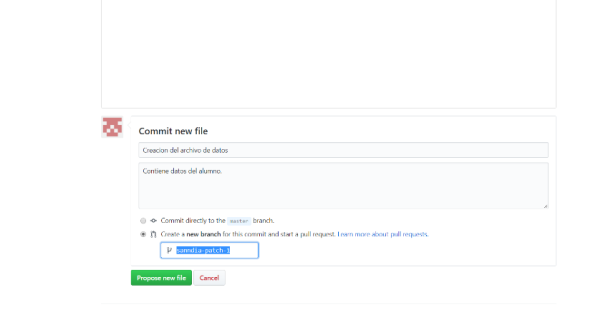 Commit new file
Creacion del archivo de datos
Contiene datos del alumno.
Commit directly to the master branch.
Create a new branch for this commit and start a pull request. Learn more about pull requests.
sanndia-patch-1
Propose new file Cancel